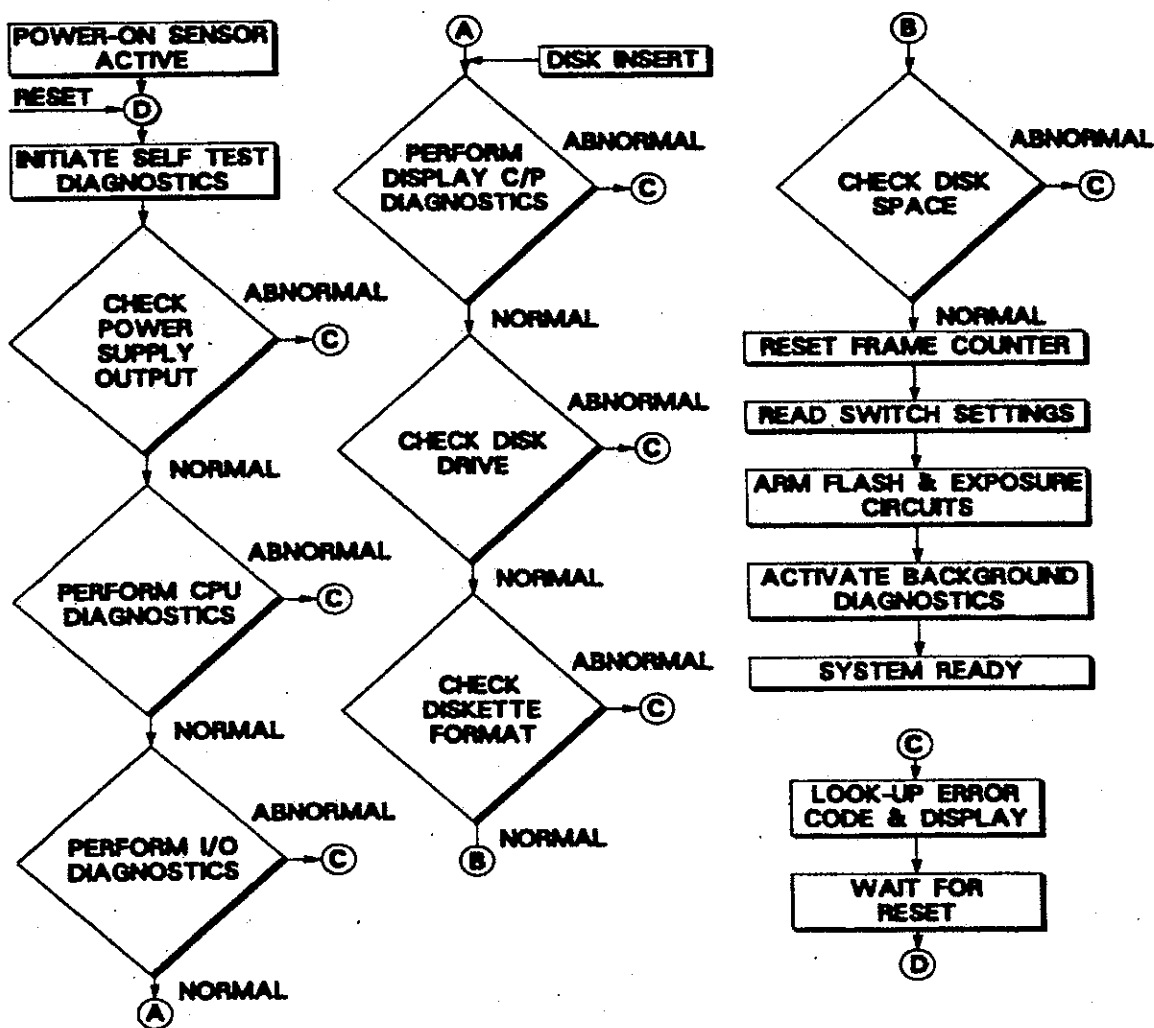 POWER-ON SENSOR
ACTIVE
RESET
D
INITIATE SELF TEST
DIAGNOSTICS
CHECK
POWER
SUPPLY
OUTPUT
ABNORMAL
C
NORMAL
PERFORM CPU
DIAGNOSTICS
ABNORMAL
C
NORMAL
PERFORM I/O
DIAGNOSTICS
ABNORMAL
C
NORMAL
A
A
DISK INSERT
PERFORM
DISPLAY C/P
DIAGNOSTICS
ABNORMAL
C
NORMAL
CHECK DISK
DRIVE
ABNORMAL
C
NORMAL
CHECK
DISKETTE
FORMAT
ABNORMAL
C
NORMAL
B
B
CHECK DISK
SPACE
ABNORMAL
C
NORMAL
RESET FRAME COUNTER
READ SWITCH SETTINGS
ARM FLASH & EXPOSURE
CIRCUITS
ACTIVATE BACKGROUND
DIAGNOSTICS
SYSTEM READY
C
LOOK-UP ERROR
CODE & DISPLAY
WAIT FOR
RESET
D